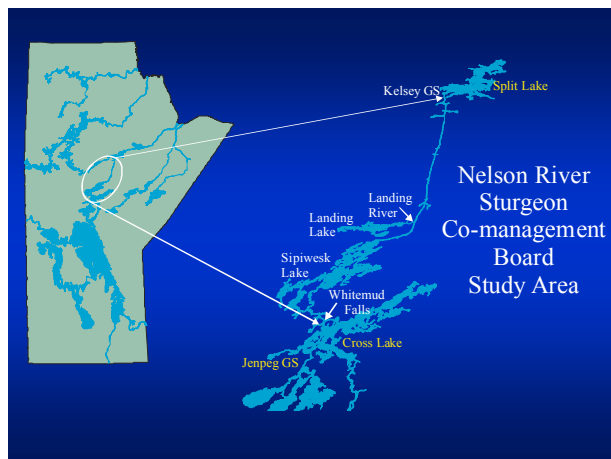 Kelsey GS
Split Lake
Nelson River
Sturgeon
Co-management
Board
Study Area
Landing
River
Landing
Lake
Sipiwesk
Lake
Whitemud
Falls
Cross Lake
Jenpeg GS